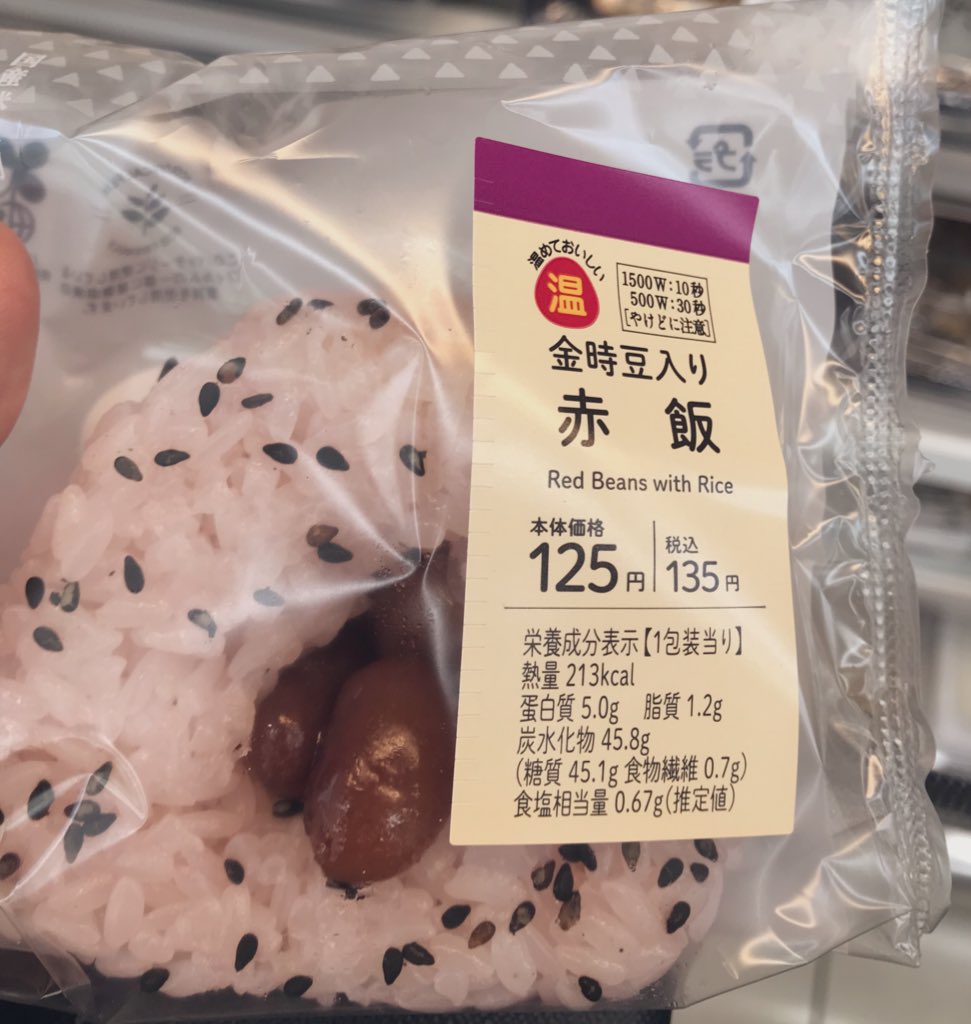 国産
プラ
温めておいしい
温
1500W:10秒
500W:30秒
[やけどに注意]
金時豆入り
赤飯
Red Beans with Rice
本体価格
125円
税込
135円
栄養成分表示【1包装当り】
熱量 213kcal
蛋白質 5.0g 脂質 1.2g
炭水化物 45.8g
(糖質 45.1g 食物繊維 0.7g)
食塩相当量 0.67g(推定値)